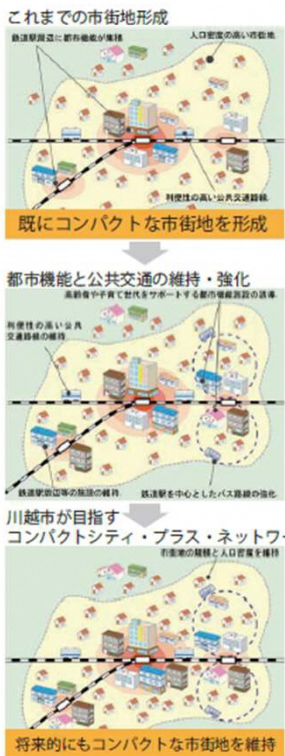 これまでの市街地形成
鉄道駅周辺に都市機能が集積
人口密度の高い市街地
利便性の高い公共交通路線
既にコンパクトな市街地を形成
都市機能と公共交通の維持・強化
高齢者や子育て世代をサポートする都市機能施設の誘導
利便性の高い公共
交通路線の維持
鉄道駅周辺等の施設の維持
鉄道駅を中心としたバス路線の強化
川越市が目指す
コンパクトシティ・プラス・ネットワー
市街地の規模と人口密度を維持
将来的にもコンパクトな市街地を維持